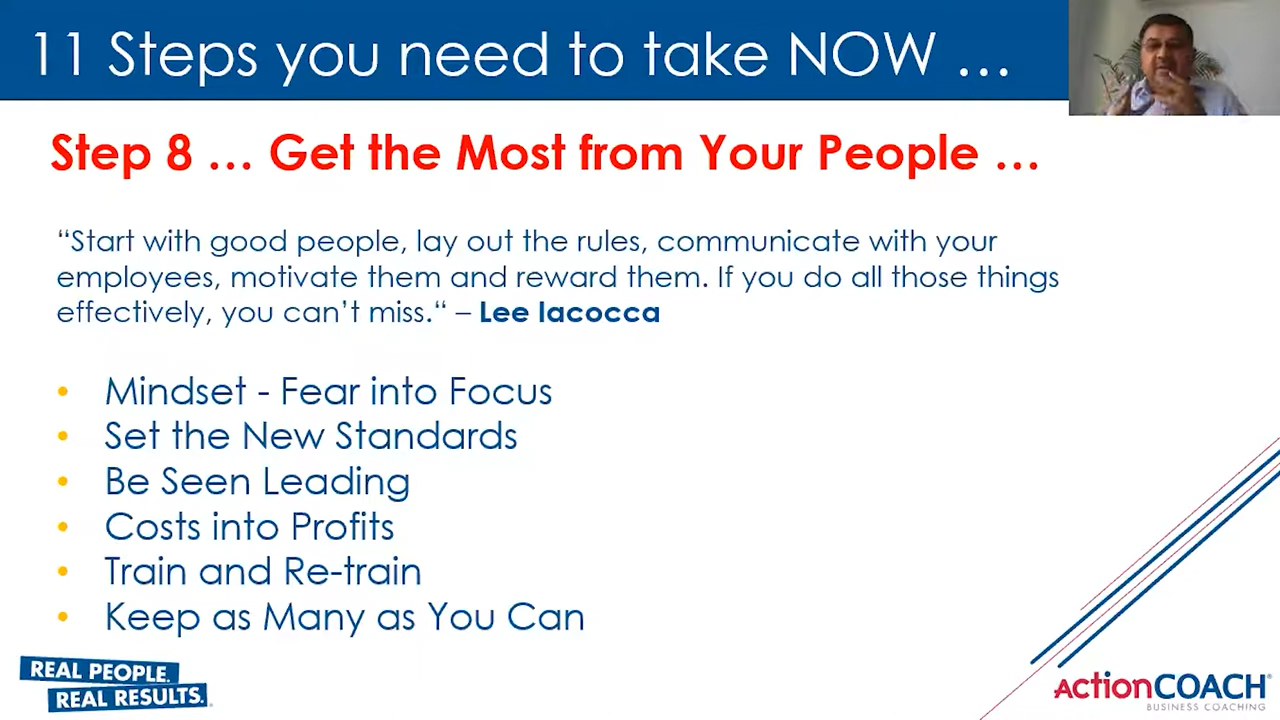 11 Steps you need to take NOW …
Step 8 … Get the Most from Your People …
“Start with good people, lay out the rules, communicate with your
employees, motivate them and reward them. If you do all those things
effectively, you can’t miss.“ – Lee Iacocca
• Mindset - Fear into Focus
• Set the New Standards
• Be Seen Leading
• Costs into Profits
• Train and Re-train
• Keep as Many as You Can
REAL PEOPLE.
REAL RESULTS.
ActionCOACH®
BUSINESS COACHING